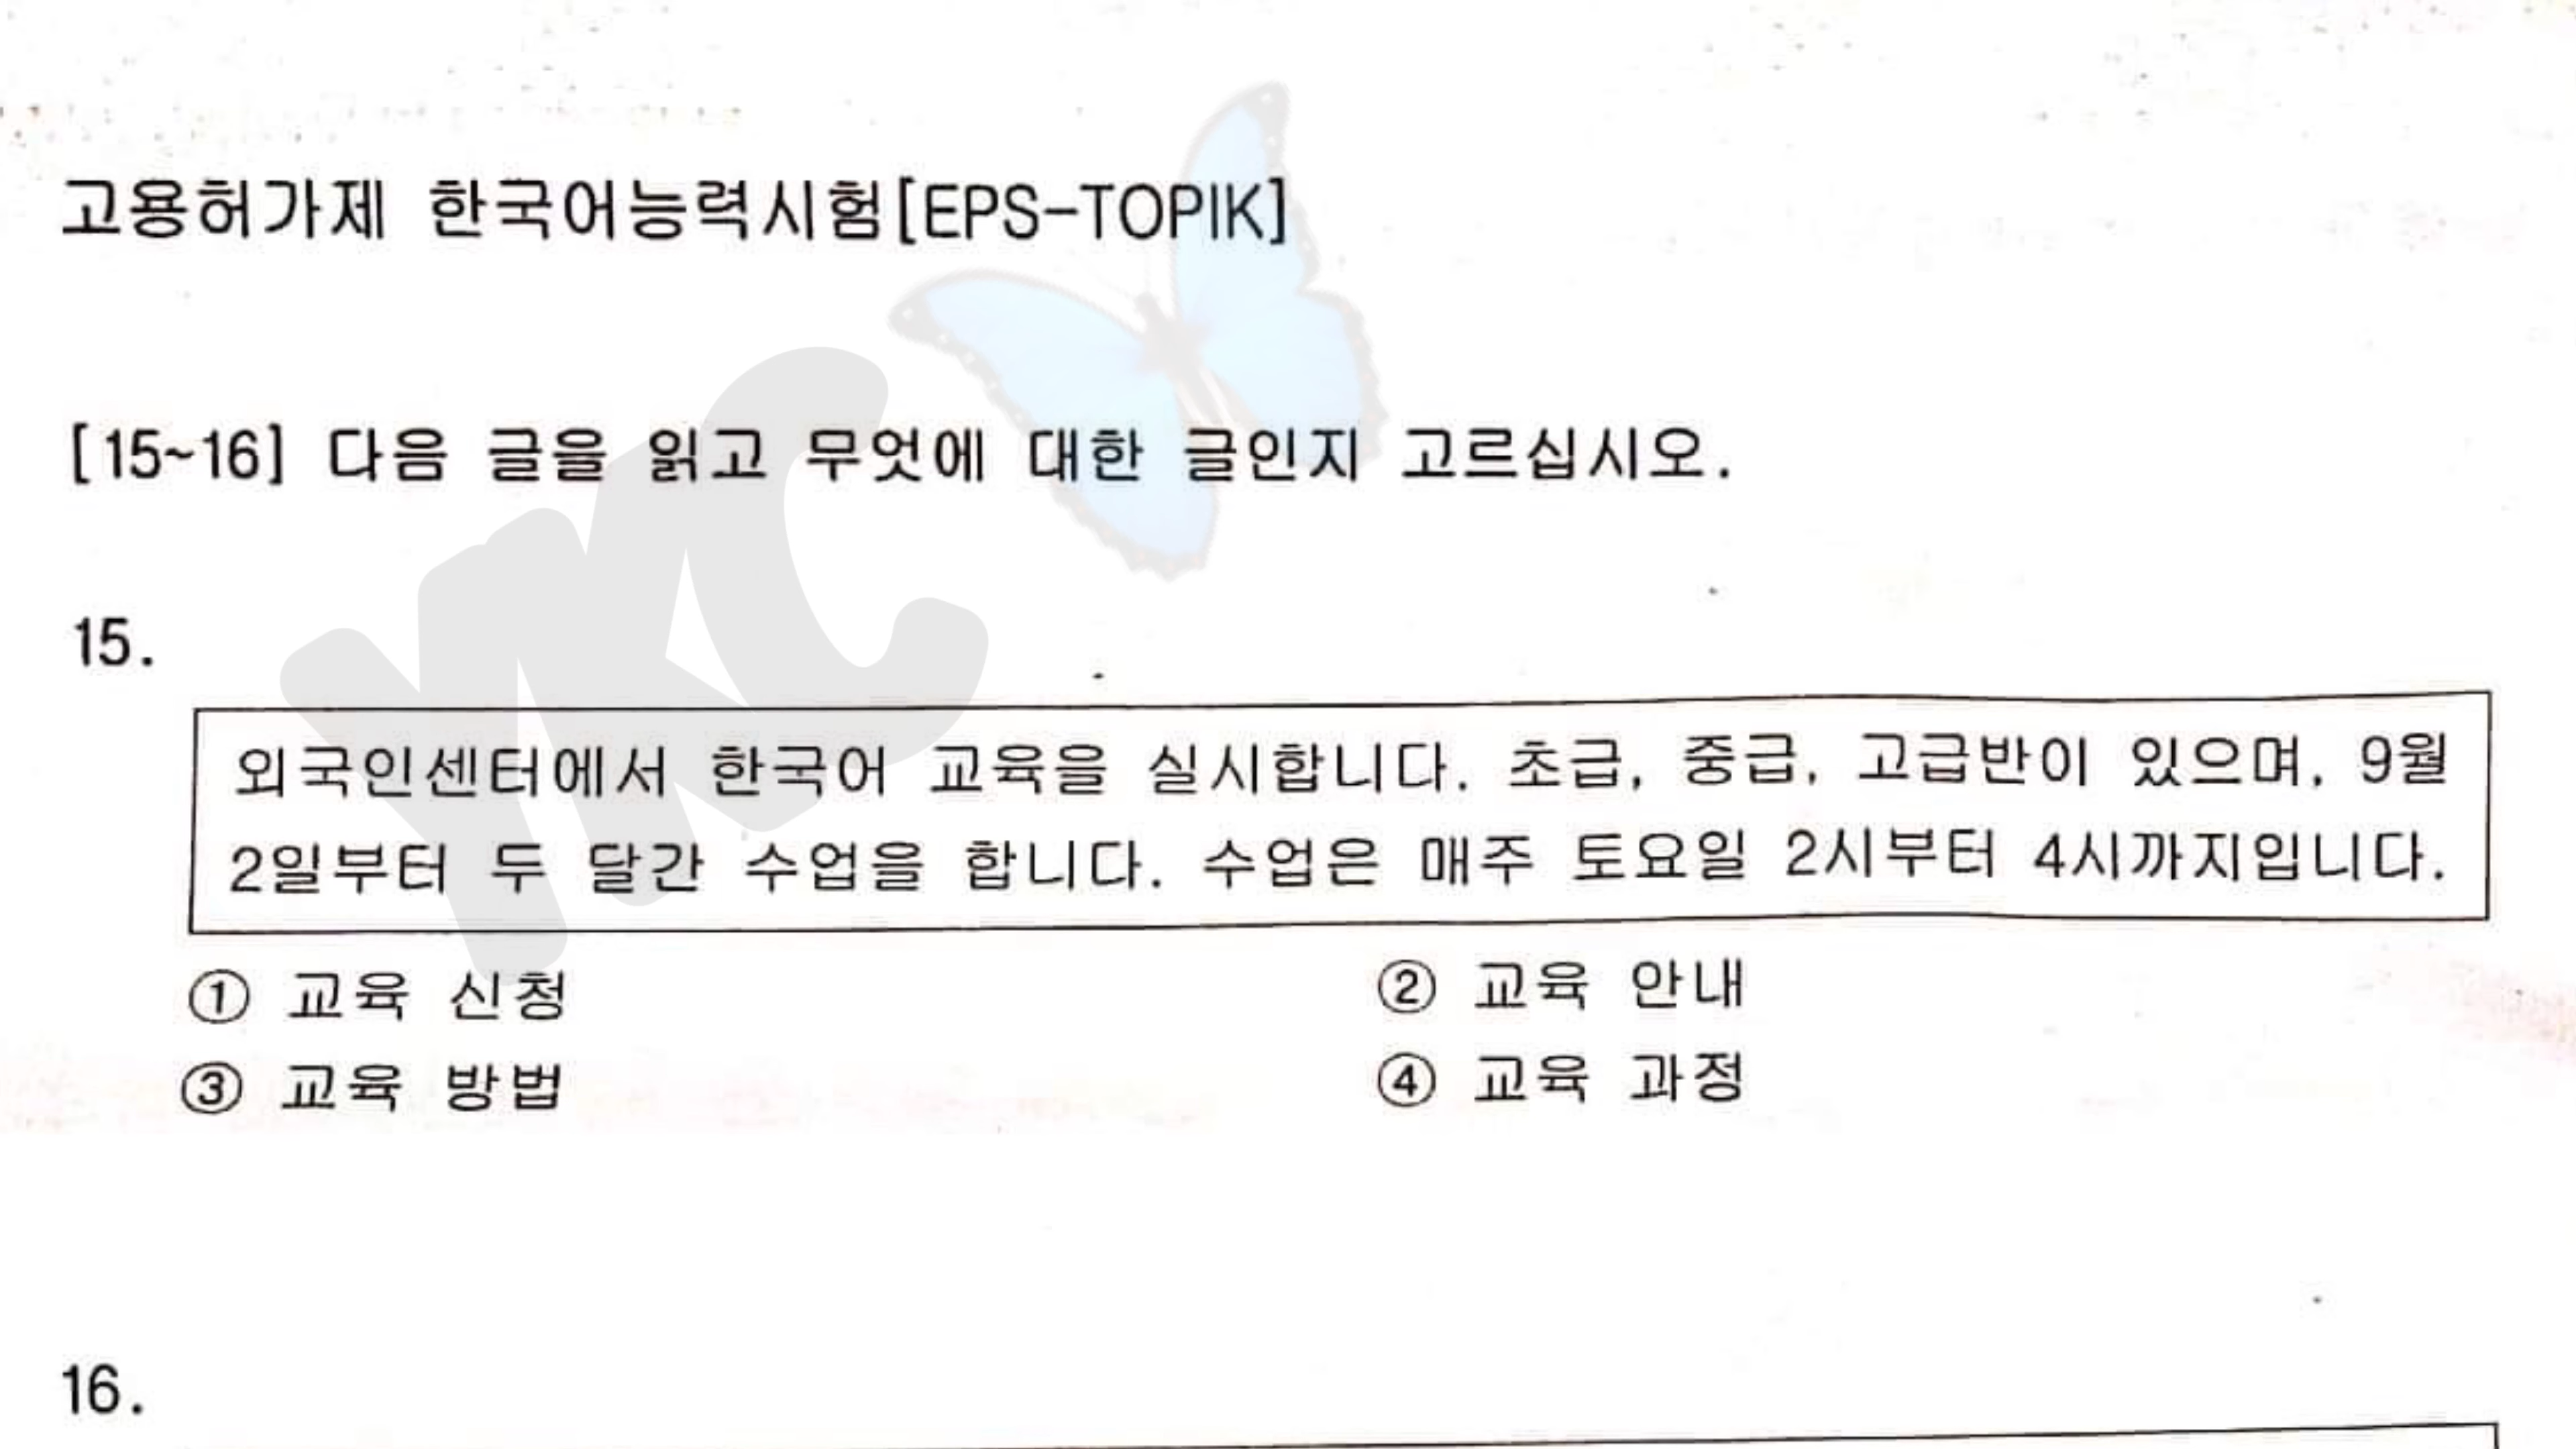 고용허가제 한국어능력시험[EPS-TOPIK]
[15~16] 다음 글을 읽고 무엇에 대한 글인지 고르십시오.
15.
외국인센터에서 한국어 교육을 실시합니다. 초급, 중급, 고급반이 있으며, 9월
2일부터 두 달간 수업을 합니다. 수업은 매주 토요일 2시부터 4시까지입니다.
① 교육 신청 ② 교육 안내
③ 교육 방법 ④ 교육 과정
16.
YKC